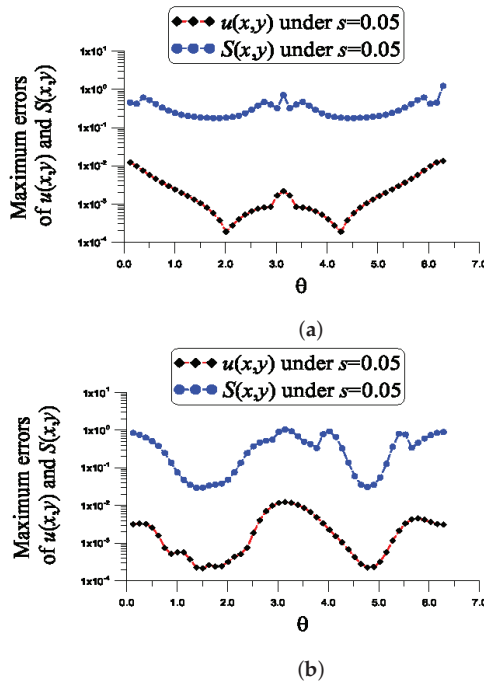 u(x,y) under s=0.05
S(x,y) under s=0.05
Maximum errors
of u(x,y) and S(x,y)
1x10¹
1x10⁰
1x10⁻¹
1x10⁻²
1x10⁻³
1x10⁻⁴
0.0 1.0 2.0 3.0 4.0 5.0 6.0 7.0
θ
(a)
u(x,y) under s=0.05
S(x,y) under s=0.05
Maximum errors
of u(x,y) and S(x,y)
1x10¹
1x10⁰
1x10⁻¹
1x10⁻²
1x10⁻³
1x10⁻⁴
0.0 1.0 2.0 3.0 4.0 5.0 6.0 7.0
θ
(b)